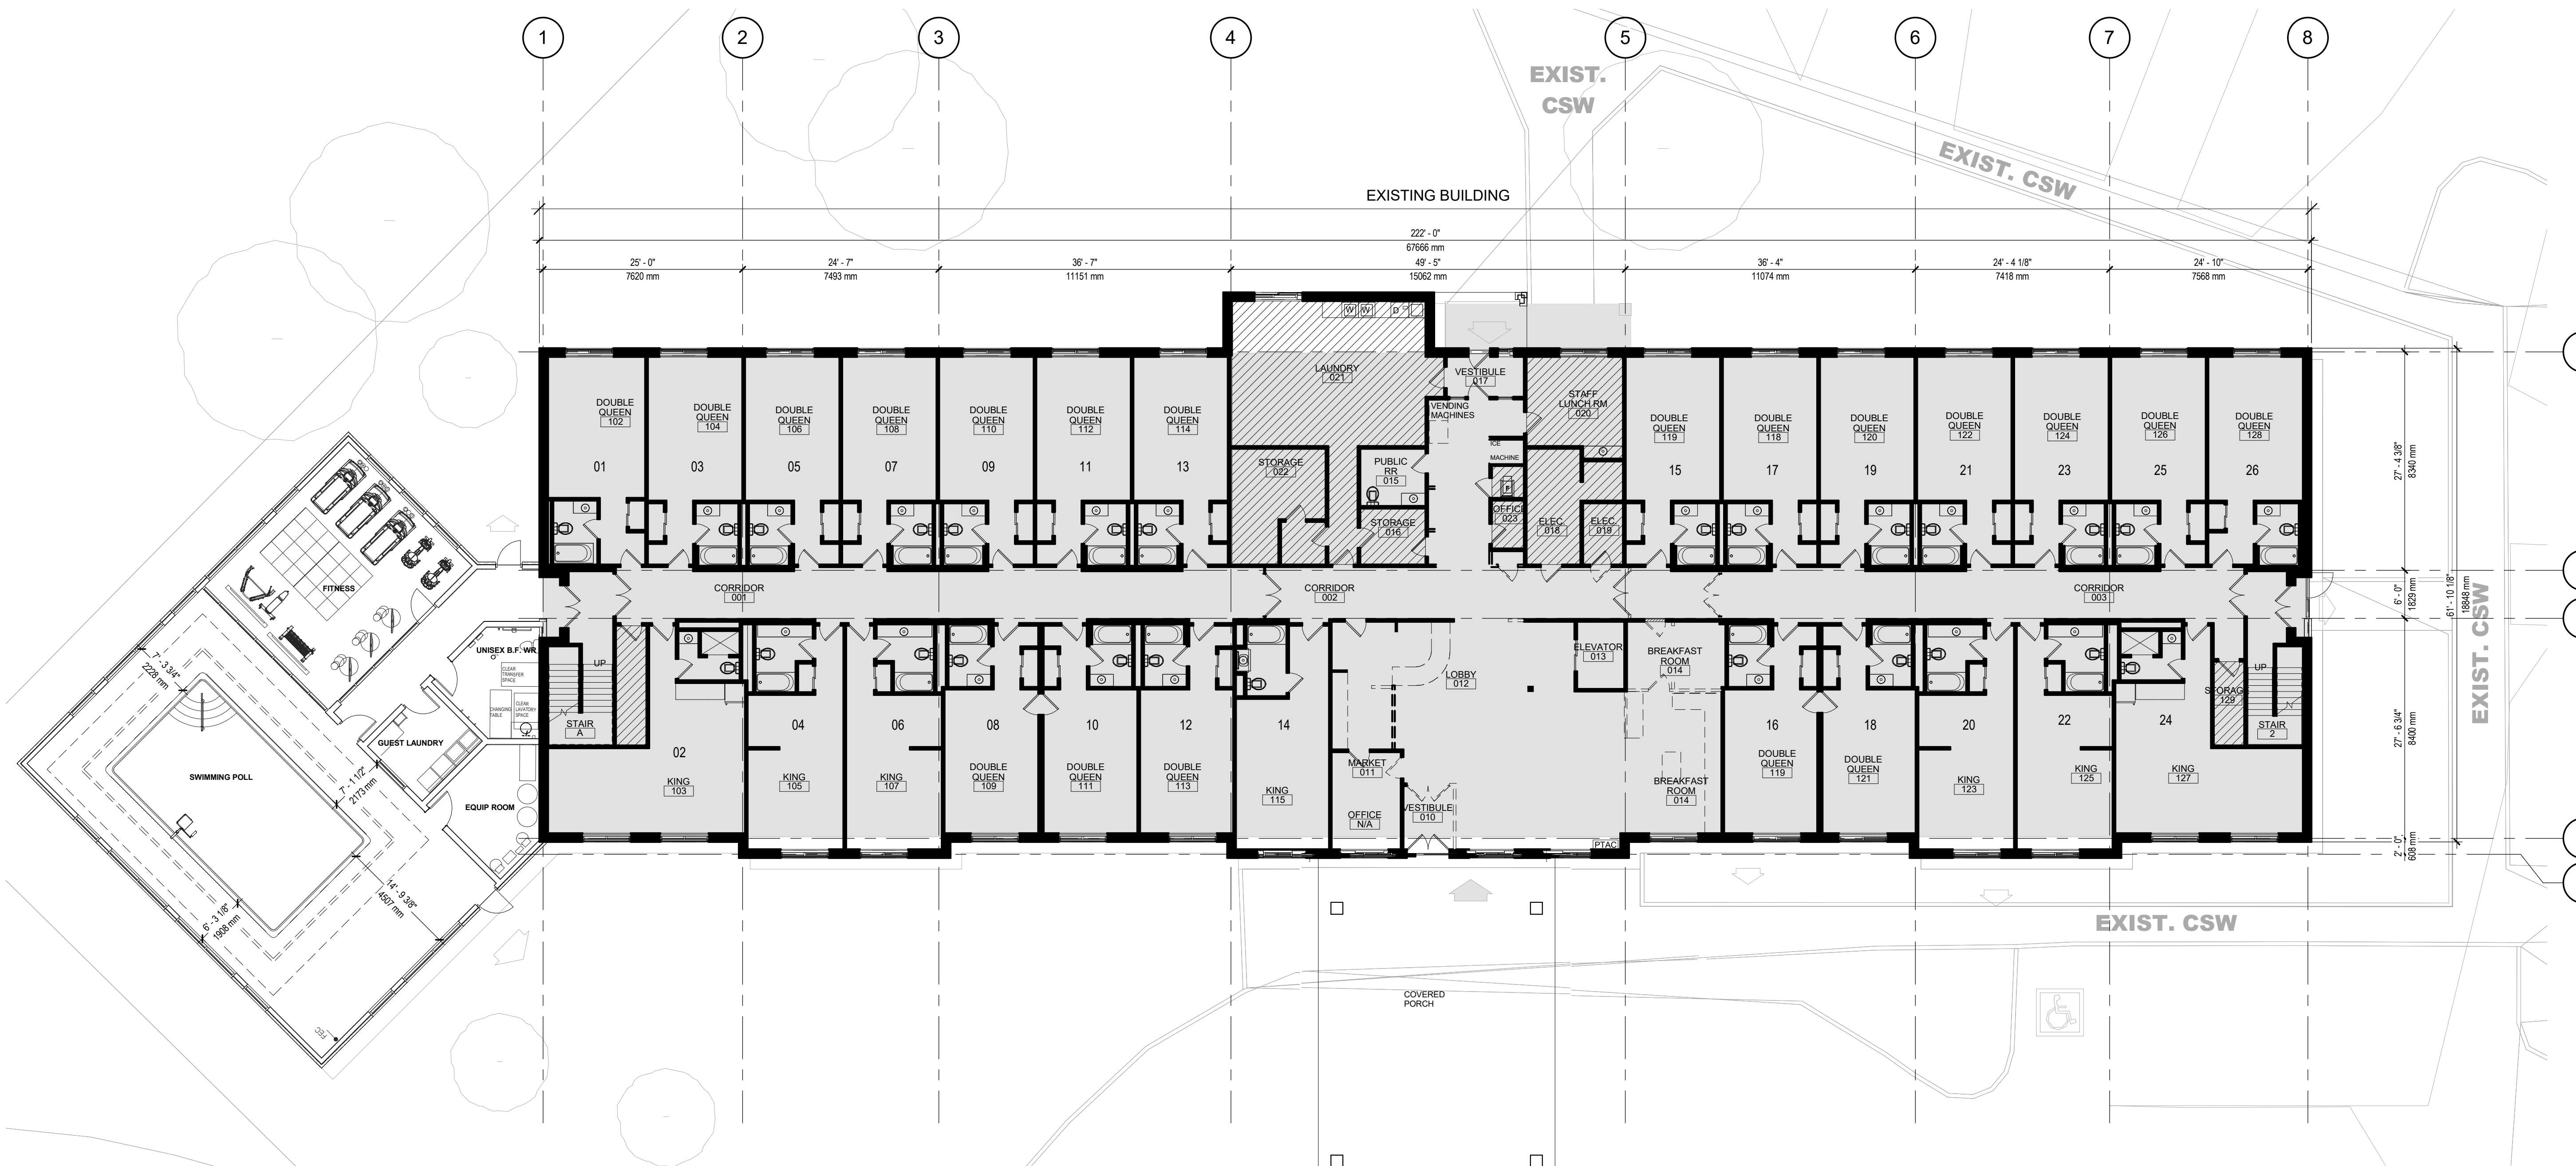 1
2
3
4
5
6
7
8
EXIST.
CSW
EXIST. CSW
EXISTING BUILDING
222' - 0"
67666 mm
25' - 0"
7620 mm
24' - 7"
7493 mm
36' - 7"
11151 mm
49' - 5"
15062 mm
36' - 4"
11074 mm
24' - 4 1/8"
7418 mm
24' - 10"
7568 mm
W
W
D
DOUBLE
QUEEN
102
01
DOUBLE
QUEEN
104
03
DOUBLE
QUEEN
106
05
DOUBLE
QUEEN
108
07
DOUBLE
QUEEN
110
09
DOUBLE
QUEEN
112
11
DOUBLE
QUEEN
114
13
LAUNDRY
021
VESTIBULE
017
VENDING
MACHINES
STAFF
LUNCH RM
020
ICE
MACHINE
STORAGE
022
PUBLIC
RR
015
STORAGE
016
OFFICE
023
ELEC.
018
ELEC.
019
DOUBLE
QUEEN
119
15
DOUBLE
QUEEN
118
17
DOUBLE
QUEEN
120
19
DOUBLE
QUEEN
122
21
DOUBLE
QUEEN
124
23
DOUBLE
QUEEN
126
25
DOUBLE
QUEEN
128
26
27' - 4 3/8"
8340 mm
6' - 0"
1829 mm
61' - 10 1/8"
18848 mm
27' - 6 3/4"
8400 mm
2' - 0"
608 mm
EXIST. CSW
CORRIDOR
001
CORRIDOR
002
CORRIDOR
003
FITNESS
UNISEX B.F. WR
CLEAR
TRANSFER
SPACE
CHANGING
TABLE
CLEAR
LAVATORY
SPACE
GUEST LAUNDRY
EQUIP ROOM
SWIMMING POLL
7' - 3 3/4"
2228 mm
7' - 1 1/2"
2173 mm
14' - 9 3/8"
4507 mm
6' - 3 1/8"
1908 mm
FEC
UP
STAIR
A
02
KING
103
04
KING
105
06
KING
107
08
DOUBLE
QUEEN
109
10
DOUBLE
QUEEN
111
12
DOUBLE
QUEEN
113
14
KING
115
MARKET
011
OFFICE
N/A
VESTIBULE
010
LOBBY
012
ELEVATOR
013
BREAKFAST
ROOM
014
BREAKFAST
ROOM
014
PTAC
16
DOUBLE
QUEEN
119
18
DOUBLE
QUEEN
121
20
KING
123
22
KING
125
24
KING
127
STORAGE
129
UP
STAIR
2
EXIST. CSW
COVERED
PORCH